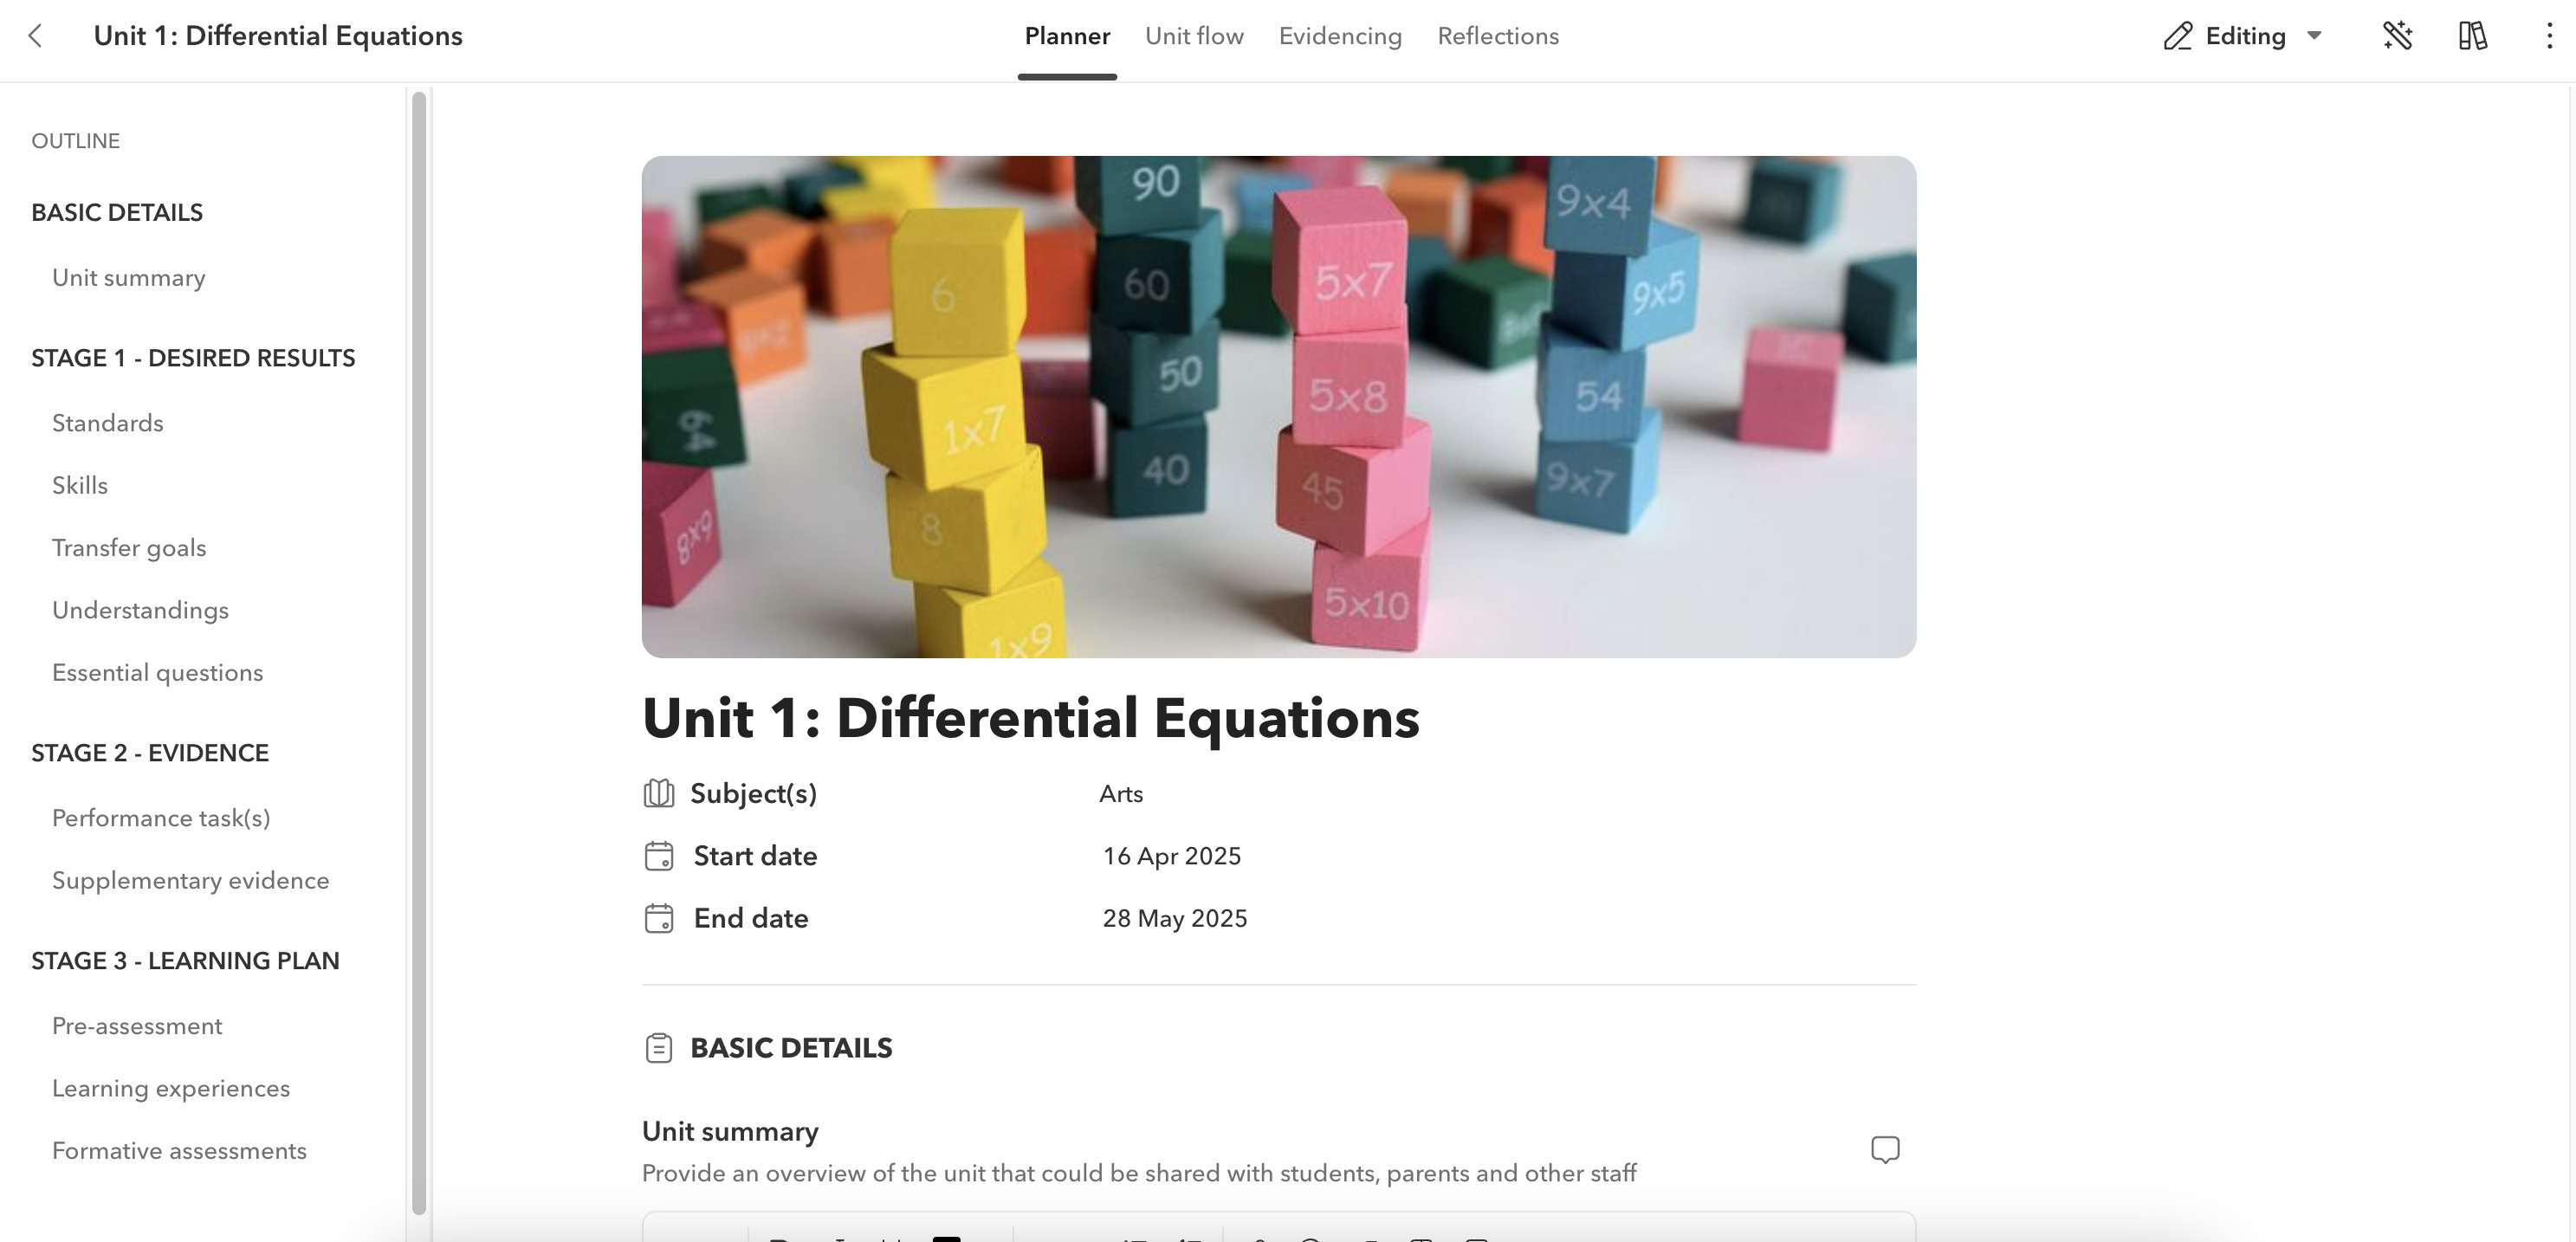 Unit 1: Differential Equations
Planner Unit flow Evidencing Reflections
Editing
OUTLINE
BASIC DETAILS
Unit summary
STAGE 1 - DESIRED RESULTS
Standards
Skills
Transfer goals
Understandings
Essential questions
STAGE 2 - EVIDENCE
Performance task(s)
Supplementary evidence
STAGE 3 - LEARNING PLAN
Pre-assessment
Learning experiences
Formative assessments
6
1x7
8
1x9
90
60
50
40
5x7
5x8
45
5x10
9x4
9x5
54
9x7
64
8x9
Unit 1: Differential Equations
Subject(s) Arts
Start date 16 Apr 2025
End date 28 May 2025
BASIC DETAILS
Unit summary
Provide an overview of the unit that could be shared with students, parents and other staff